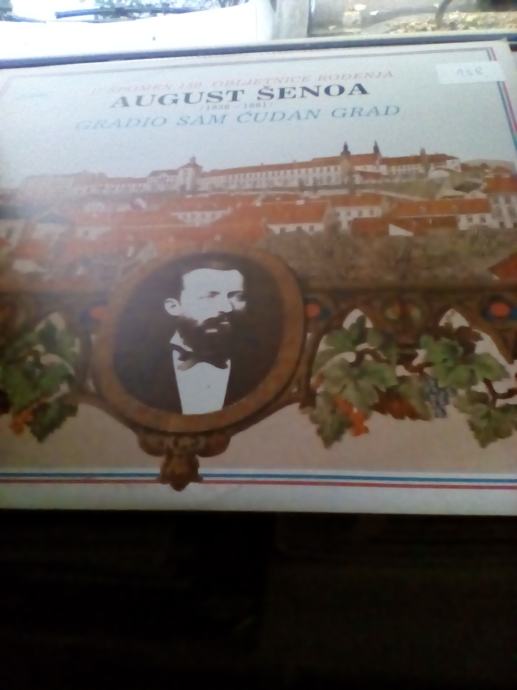 U SPOMEN 150. OBLJETNICE ROĐENJA
AUGUST ŠENOA
(1838 - 1881)
GRADIO SAM ČUDAN GRAD